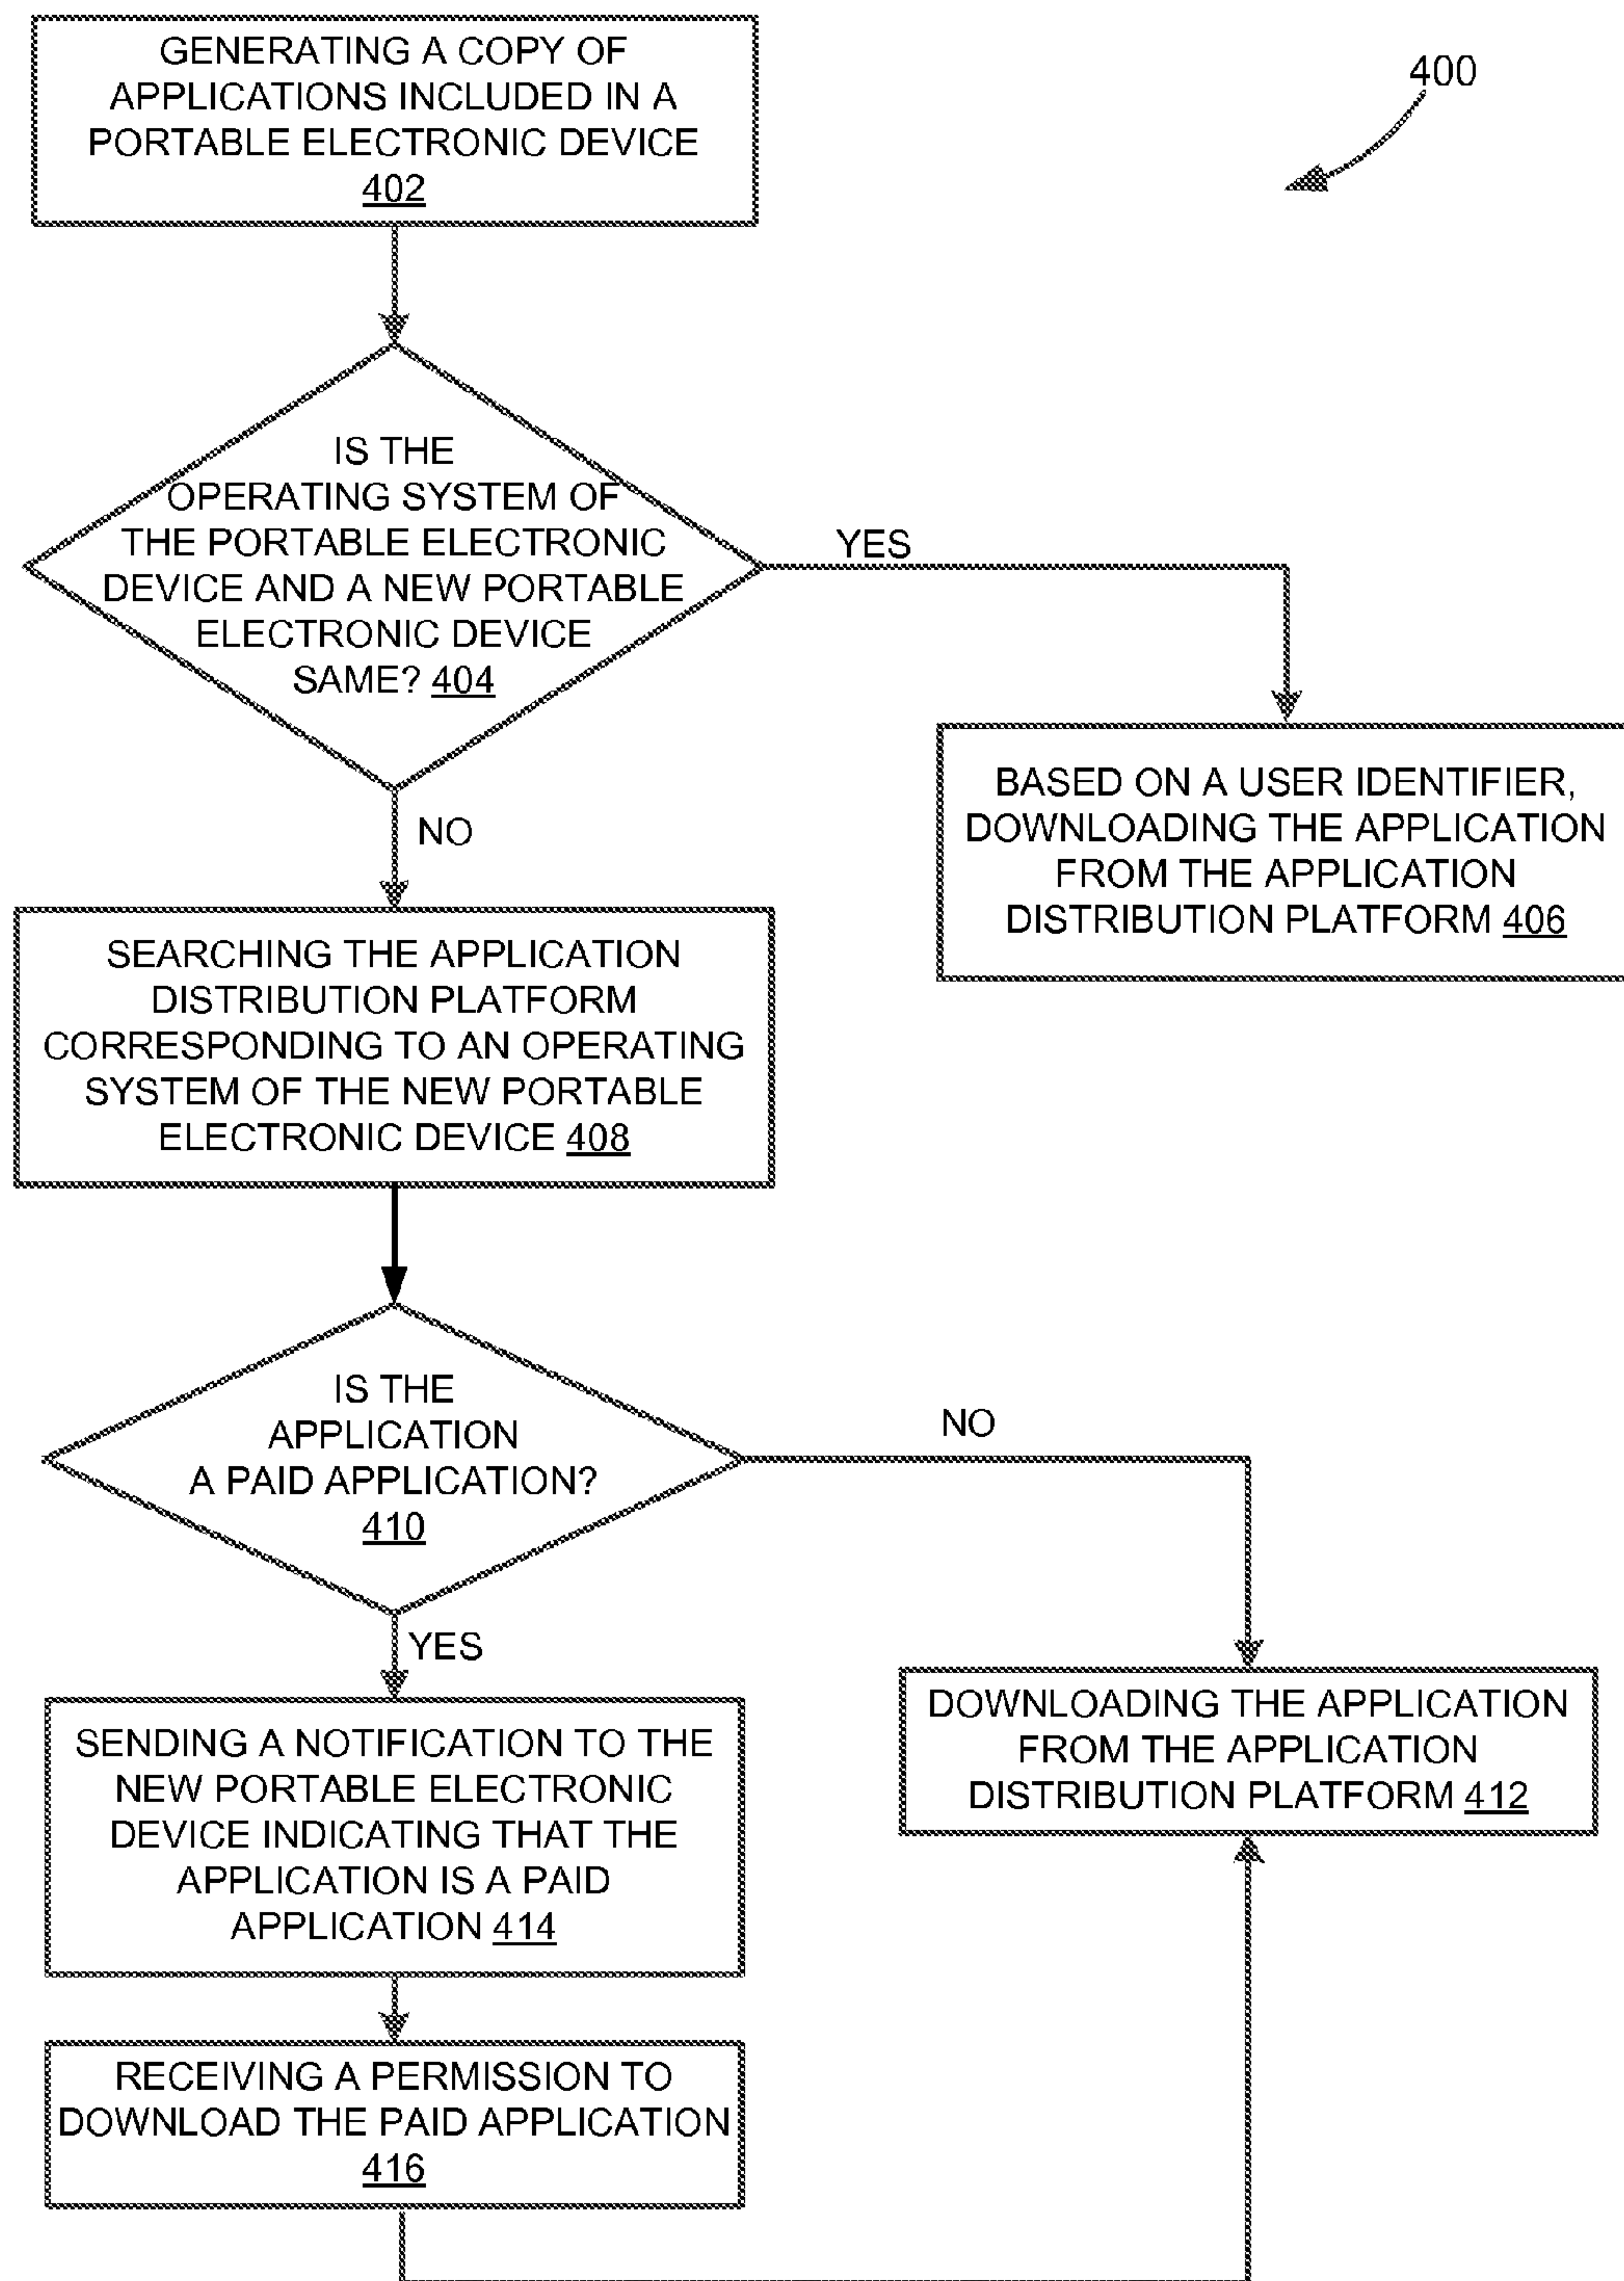 GENERATING A COPY OF
APPLICATIONS INCLUDED IN A
PORTABLE ELECTRONIC DEVICE
402
400
IS THE
OPERATING SYSTEM OF
THE PORTABLE ELECTRONIC
DEVICE AND A NEW PORTABLE
ELECTRONIC DEVICE
SAME? 404
YES
NO
BASED ON A USER IDENTIFIER,
DOWNLOADING THE APPLICATION
FROM THE APPLICATION
DISTRIBUTION PLATFORM 406
SEARCHING THE APPLICATION
DISTRIBUTION PLATFORM
CORRESPONDING TO AN OPERATING
SYSTEM OF THE NEW PORTABLE
ELECTRONIC DEVICE 408
IS THE
APPLICATION
A PAID APPLICATION?
410
NO
YES
SENDING A NOTIFICATION TO THE
NEW PORTABLE ELECTRONIC
DEVICE INDICATING THAT THE
APPLICATION IS A PAID
APPLICATION 414
DOWNLOADING THE APPLICATION
FROM THE APPLICATION
DISTRIBUTION PLATFORM 412
RECEIVING A PERMISSION TO
DOWNLOAD THE PAID APPLICATION
416